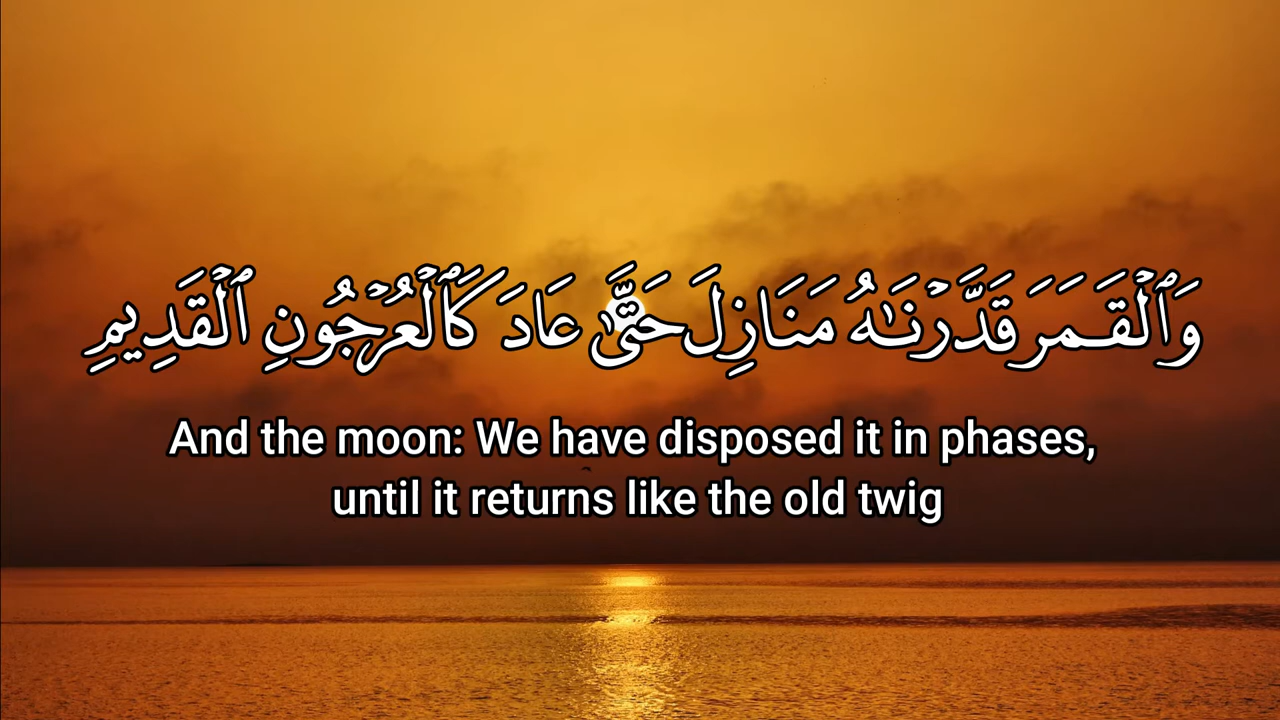 وَٱلْقَمَرَ قَدَّرْنَـٰهُ مَنَازِلَ حَتَّىٰ عَادَ كَٱلْعُرْجُونِ ٱلْقَدِيمِ
And the moon: We have disposed it in phases,
until it returns like the old twig